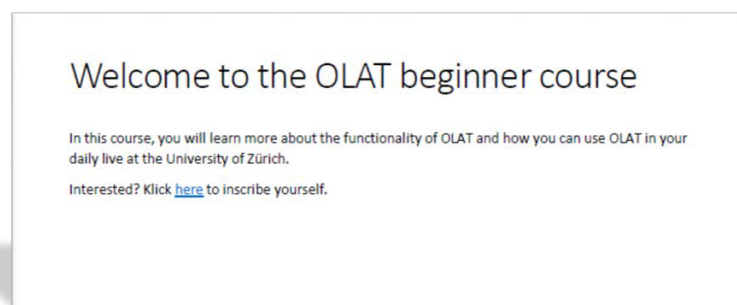 Welcome to the OLAT beginner course
In this course, you will learn more about the functionality of OLAT and how you can use OLAT in your
daily live at the University of Zürich.
Interested? Klick here to inscribe yourself.